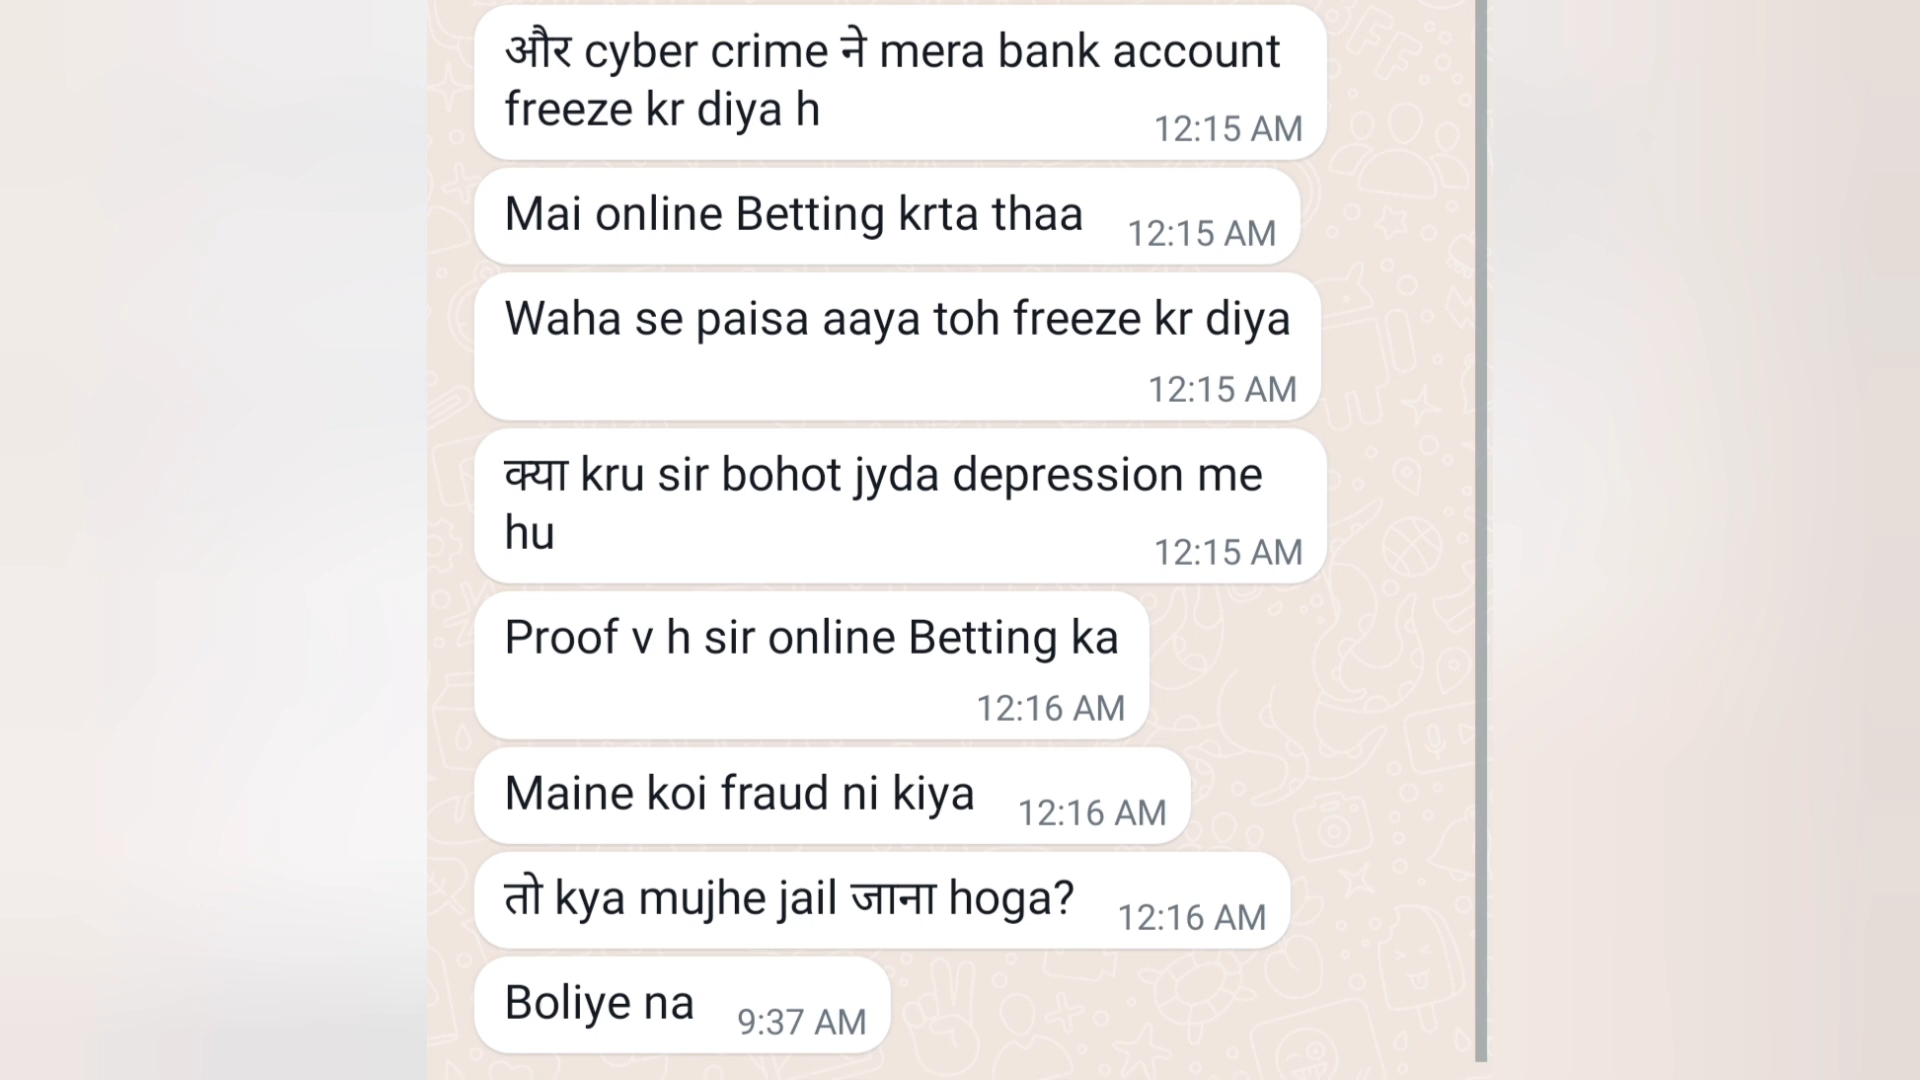 और cyber crime ने mera bank account
freeze kr diya h
12:15 AM
Mai online Betting krta thaa
12:15 AM
Waha se paisa aaya toh freeze kr diya
12:15 AM
क्या kru sir bohot jyda depression me
hu
12:15 AM
Proof v h sir online Betting ka
12:16 AM
Maine koi fraud ni kiya
12:16 AM
तो kya mujhe jail जाना hoga?
12:16 AM
Boliye na
9:37 AM